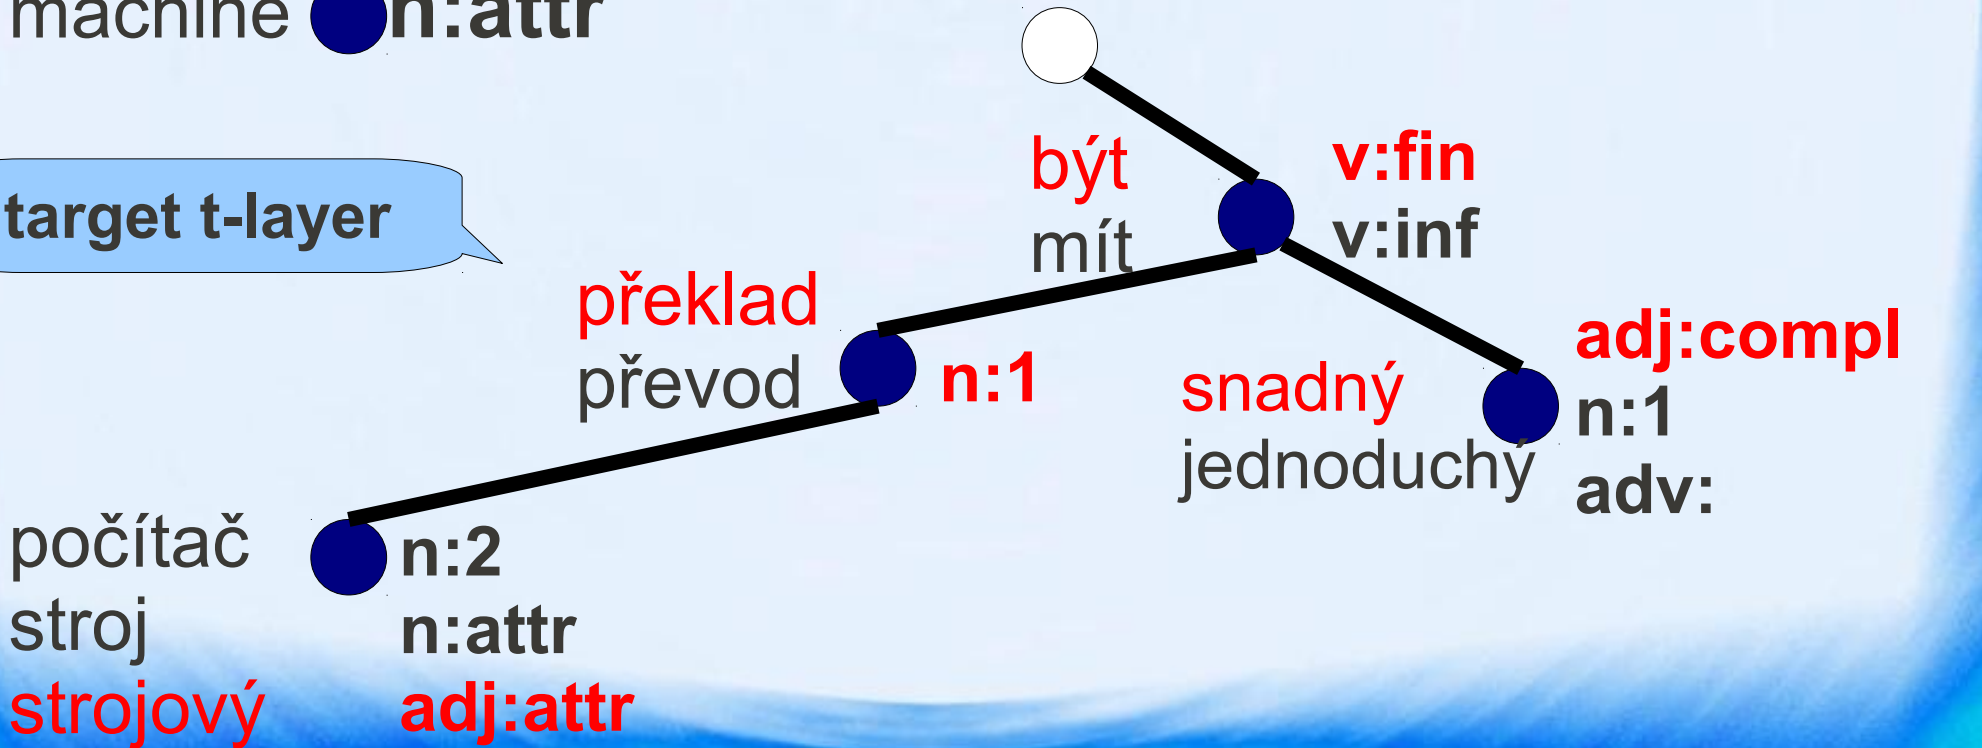 machine n:attr
target t-layer
být v:fin
mít v:inf
překlad
převod n:1
snadný adj:compl
jednoduchý n:1
adv:
počítač n:2
stroj n:attr
strojový adj:attr